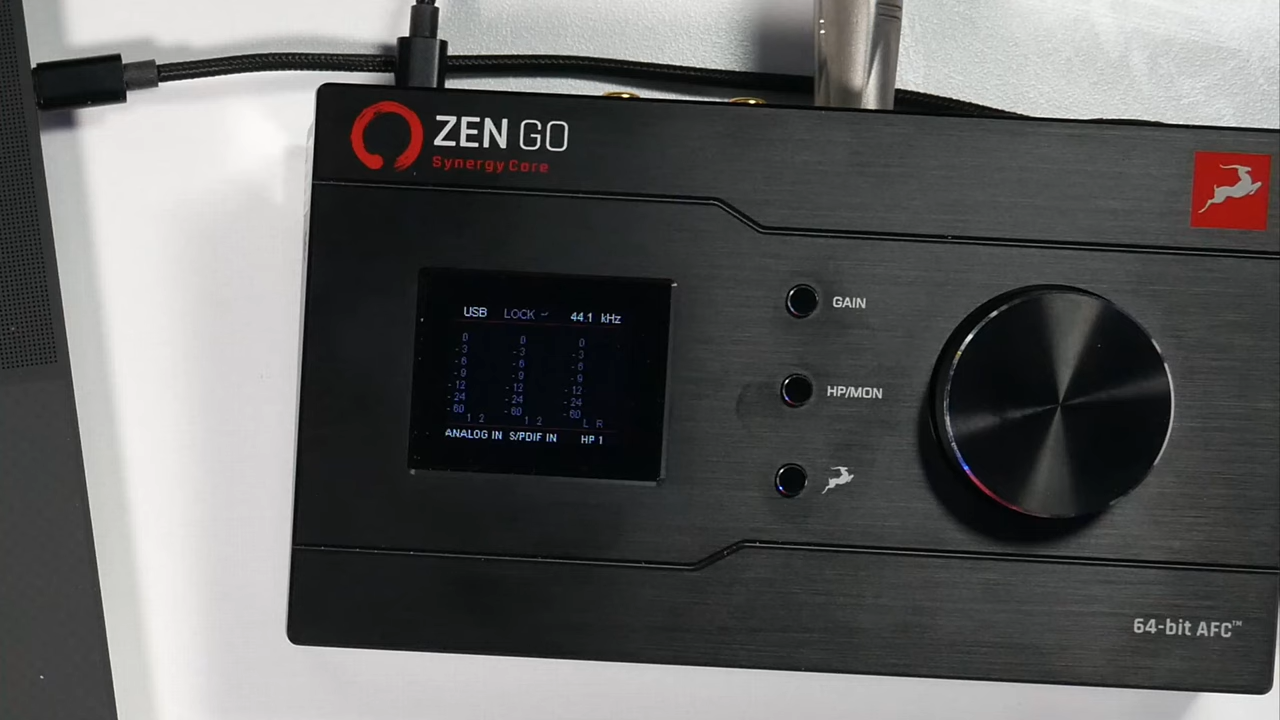 ZEN GO
Synergy Core
USB LOCK 44.1 kHz
0 0 0
-3 -3 -3
-6 -6 -6
-9 -9 -9
-12 -12 -12
-24 -24 -24
-60 -60 -60
1 2 1 2 L R
ANALOG IN S/PDIF IN HP 1
GAIN
HP/MON
64-bit AFC™